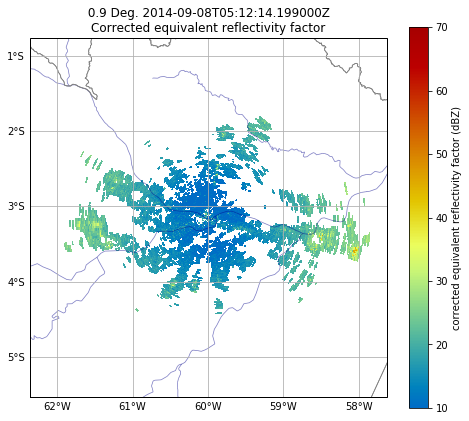 0.9 Deg. 2014-09-08T05:12:14.199000Z
Corrected equivalent reflectivity factor
1°S
2°S
3°S
4°S
5°S
62°W 61°W 60°W 59°W 58°W
70
60
50
40
30
20
10
corrected equivalent reflectivity factor (dBZ)